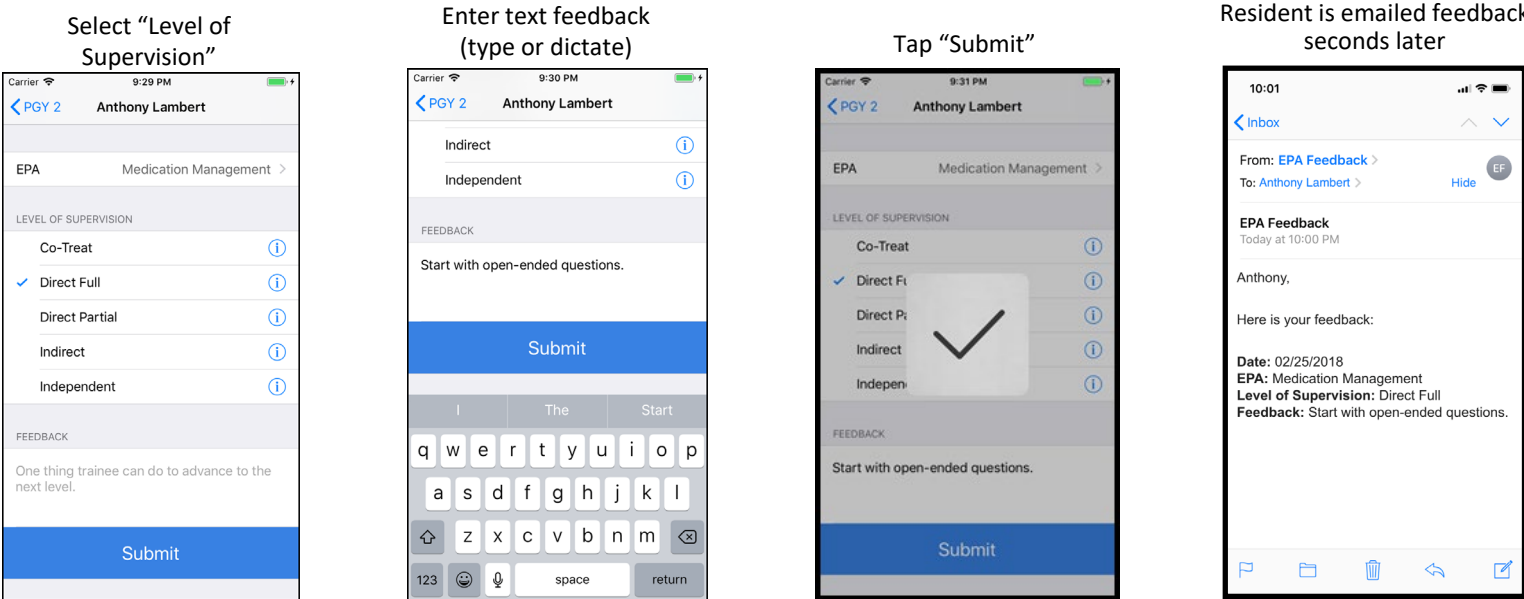 Select “Level of
Supervision”
Carrier 9:29 PM
PGY 2 Anthony Lambert
EPA Medication Management
LEVEL OF SUPERVISION
Co-Treat
Direct Full
Direct Partial
Indirect
Independent
FEEDBACK
One thing trainee can do to advance to the
next level.
Submit
Enter text feedback
(type or dictate)
Carrier 9:30 PM
PGY 2 Anthony Lambert
Indirect
Independent
FEEDBACK
Start with open-ended questions.
Submit
I The Start
q w e r t y u i o p
a s d f g h j k l
z x c v b n m
123 space return
Tap “Submit”
Carrier 9:31 PM
PGY 2 Anthony Lambert
EPA Medication Management
LEVEL OF SUPERVISION
Co-Treat
Direct Fu
Direct Pa
Indirect
Indepen
FEEDBACK
Start with open-ended questions.
Submit
Resident is emailed feedback
seconds later
10:01
Inbox
From: EPA Feedback EF
To: Anthony Lambert Hide
EPA Feedback
Today at 10:00 PM
Anthony,
Here is your feedback:
Date: 02/25/2018
EPA: Medication Management
Level of Supervision: Direct Full
Feedback: Start with open-ended questions.